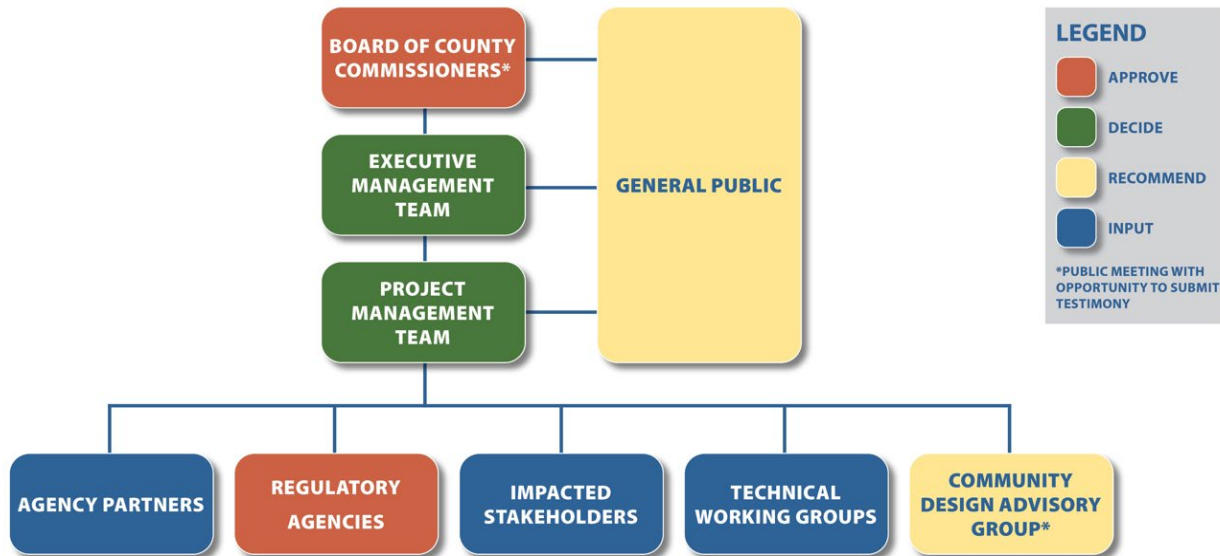 BOARD OF COUNTY
COMMISSIONERS*
EXECUTIVE
MANAGEMENT
TEAM
PROJECT
MANAGEMENT
TEAM
GENERAL PUBLIC
AGENCY PARTNERS
REGULATORY
AGENCIES
IMPACTED
STAKEHOLDERS
TECHNICAL
WORKING GROUPS
COMMUNITY
DESIGN ADVISORY
GROUP*
LEGEND
APPROVE
DECIDE
RECOMMEND
INPUT
*PUBLIC MEETING WITH
OPPORTUNITY TO SUBMIT
TESTIMONY